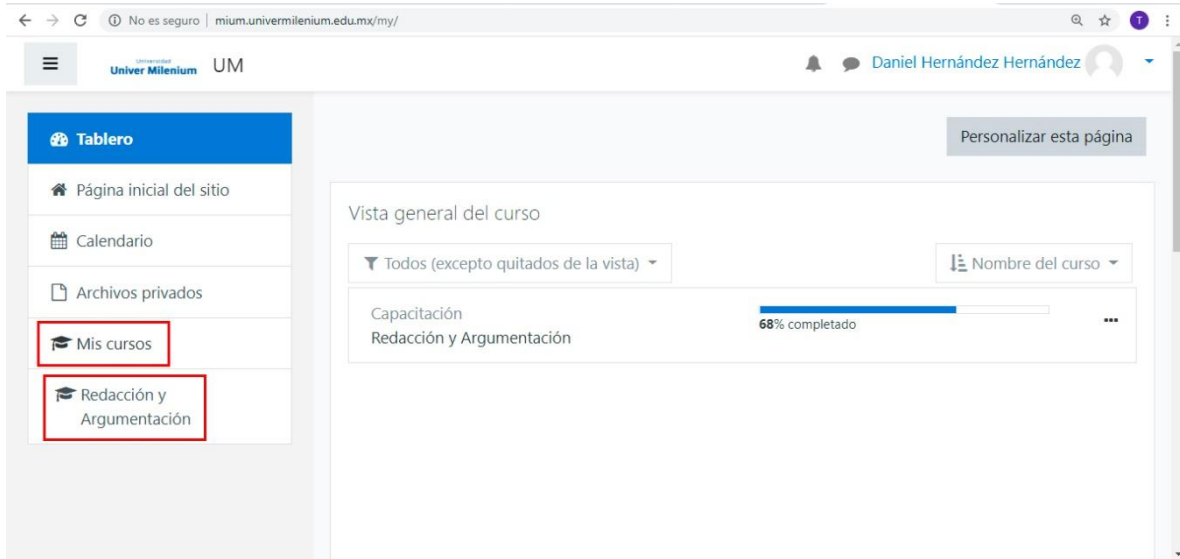 No es seguro | mium.univermilenium.edu.mx/my/
T
Universidad
Univer Milenium UM
Daniel Hernández Hernández
Tablero
Personalizar esta página
Página inicial del sitio
Vista general del curso
Calendario
Todos (excepto quitados de la vista)
Nombre del curso
Archivos privados
Capacitación
68% completado
Redacción y Argumentación
Mis cursos
Redacción y
Argumentación